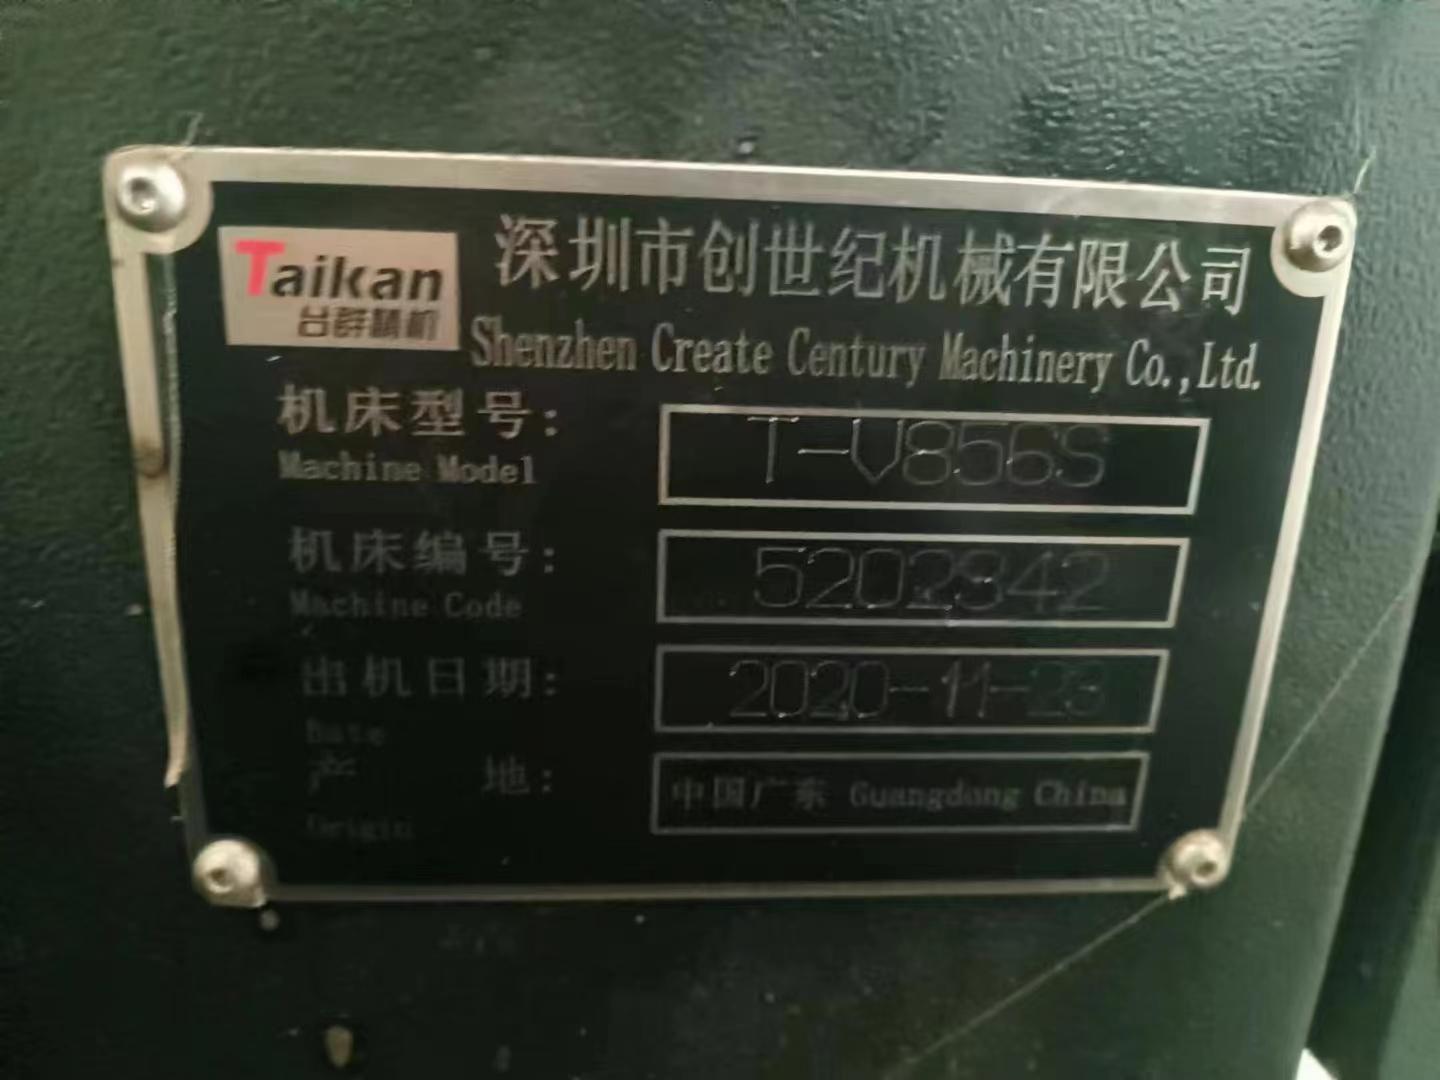 Taikan
台群精机
深圳市创世纪机械有限公司
Shenzhen Create Century Machinery Co.,Ltd.
机床型号: T-V856S
Machine Model
机床编号: 5202842
Machine Code
出机日期: 2020-11-23
Date
产 地: 中国广东 Guangdong China
Origin